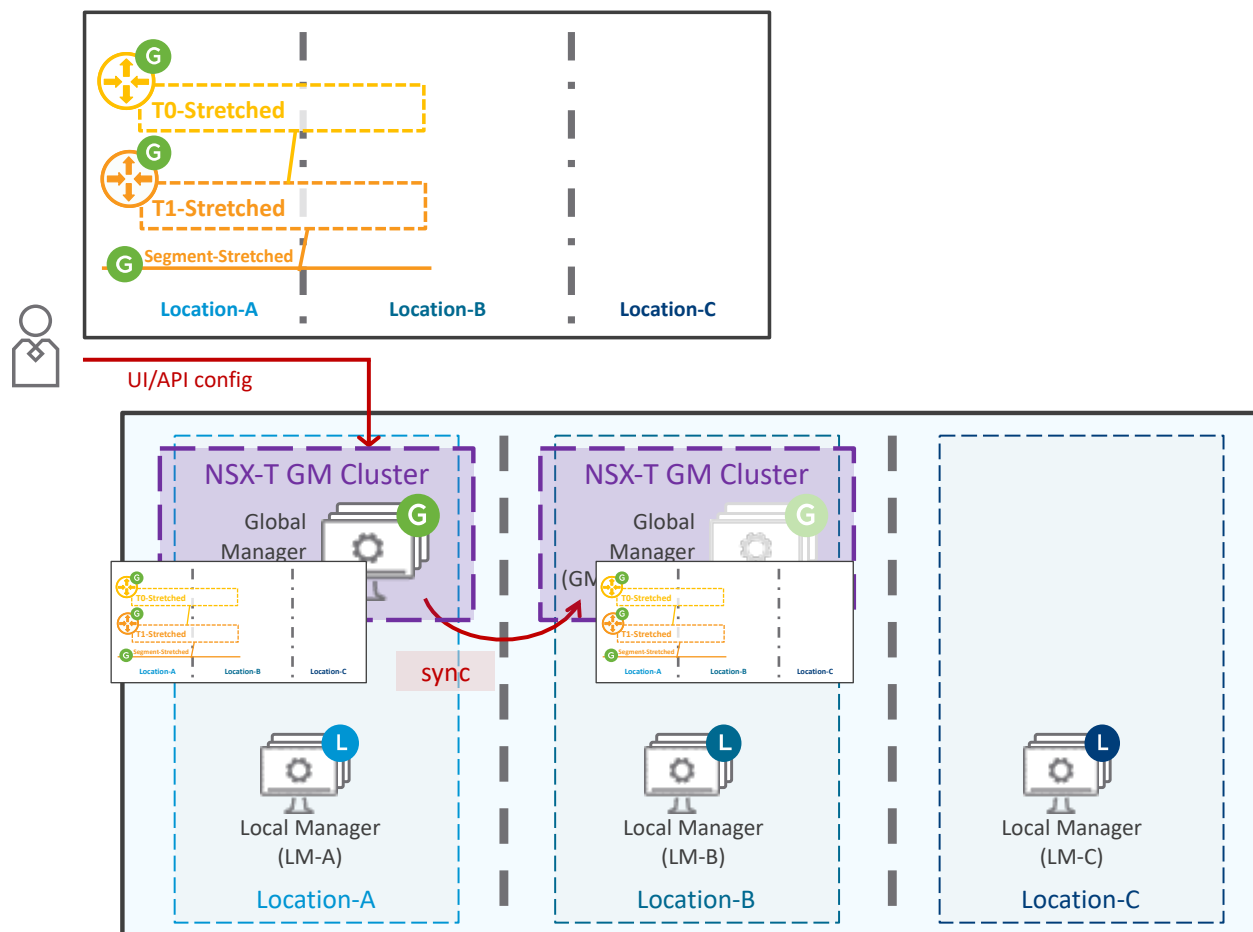 G
T0-Stretched
G
T1-Stretched
G
Segment-Stretched
Location-A
Location-B
Location-C
UI/API config
NSX-T GM Cluster
NSX-T GM Cluster
Global
Manager
G
Global
Manager
G
(GM
G
T0-Stretched
G
T1-Stretched
G
Segment-Stretched
Location-A
Location-B
Location-C
G
T0-Stretched
G
T1-Stretched
G
Segment-Stretched
Location-A
Location-B
Location-C
sync
L
Local Manager
(LM-A)
L
Local Manager
(LM-B)
L
Local Manager
(LM-C)
Location-A
Location-B
Location-C